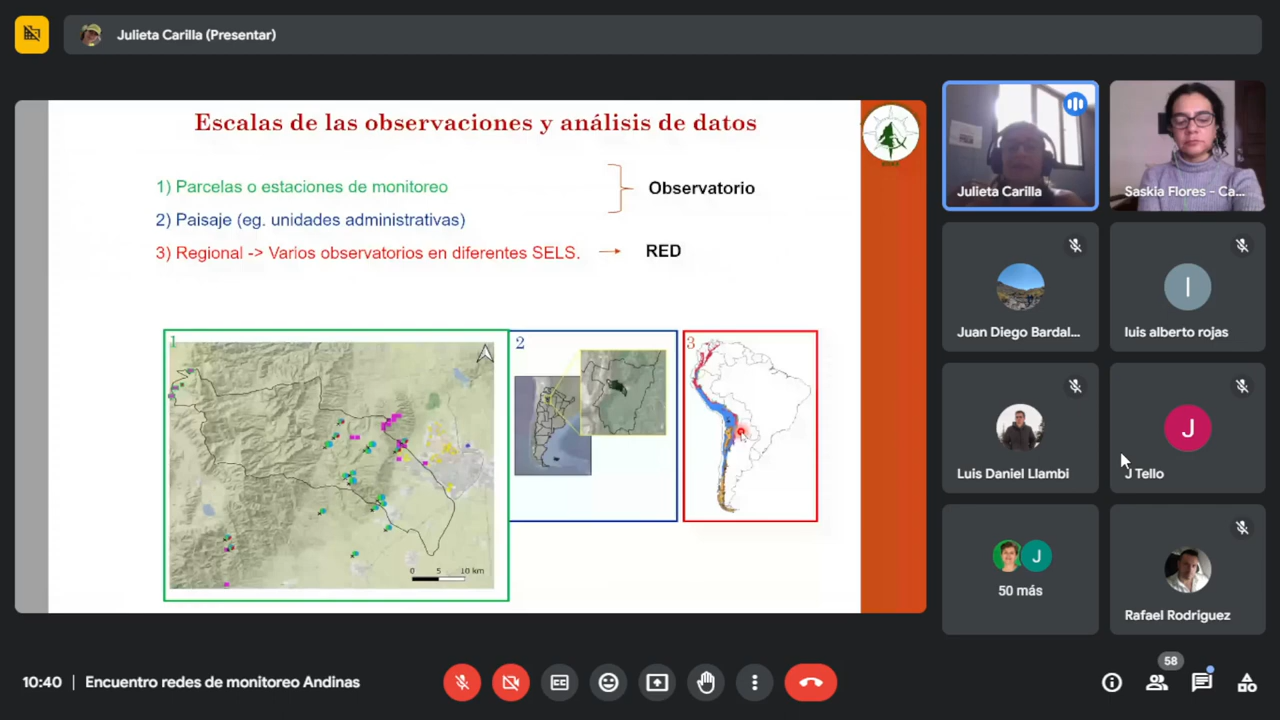 Julieta Carilla (Presentar)
Escalas de las observaciones y análisis de datos
1) Parcelas o estaciones de monitoreo
Observatorio
2) Paisaje (eg. unidades administrativas)
3) Regional -> Varios observatorios en diferentes SELS.
RED
1
2
3
0 5 10 km
Julieta Carilla
Saskia Flores - Ca...
Juan Diego Bardal...
I
luis alberto rojas
Luis Daniel Llambi
J
J Tello
J
50 más
Rafael Rodriguez
10:40 | Encuentro redes de monitoreo Andinas
58